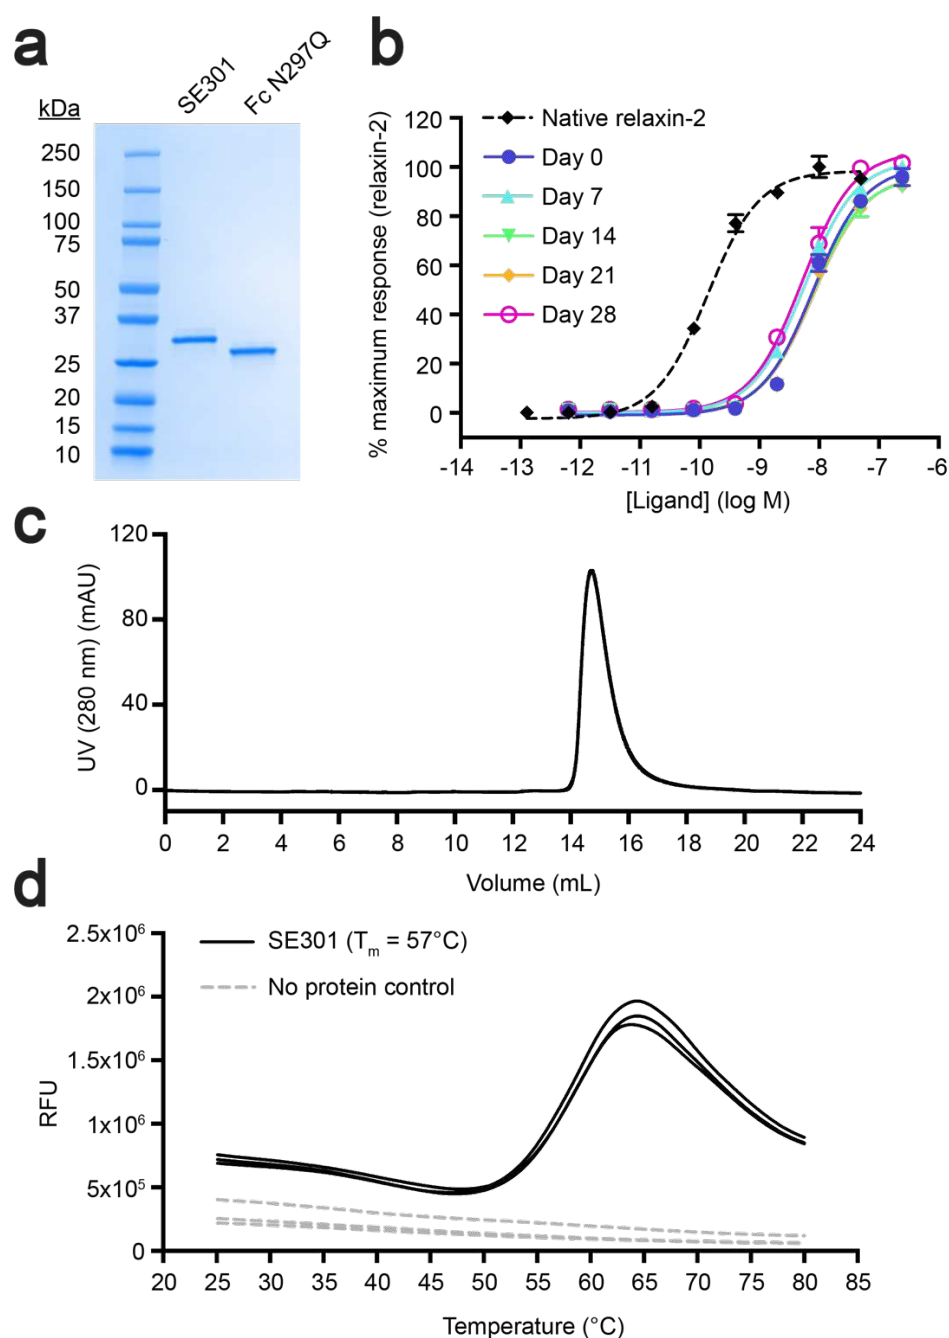 a
SE301
Fc N297Q
kDa
250
150
100
75
50
37
25
20
15
10
b
% maximum response (relaxin-2)
120
100
80
60
40
20
0
Native relaxin-2
Day 0
Day 7
Day 14
Day 21
Day 28
-14 -13 -12 -11 -10 -9 -8 -7 -6
[Ligand] (log M)
c
UV (280 nm) (mAU)
120
80
40
0
0 2 4 6 8 10 12 14 16 18 20 22 24
Volume (mL)
d
RFU
2.5x10⁶
2x10⁶
1.5x10⁶
1x10⁶
5x10⁵
0
SE301 (Tₘ = 57°C)
No protein control
20 25 30 35 40 45 50 55 60 65 70 75 80 85
Temperature (°C)